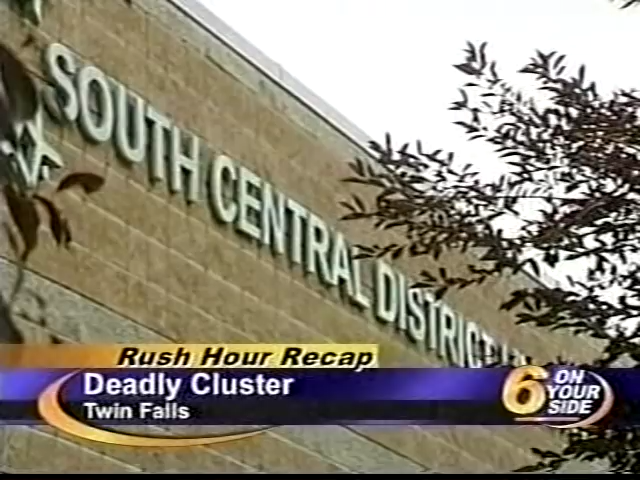 SOUTH CENTRAL DISTRICT
Rush Hour Recap
Deadly Cluster
Twin Falls
6 ON YOUR SIDE